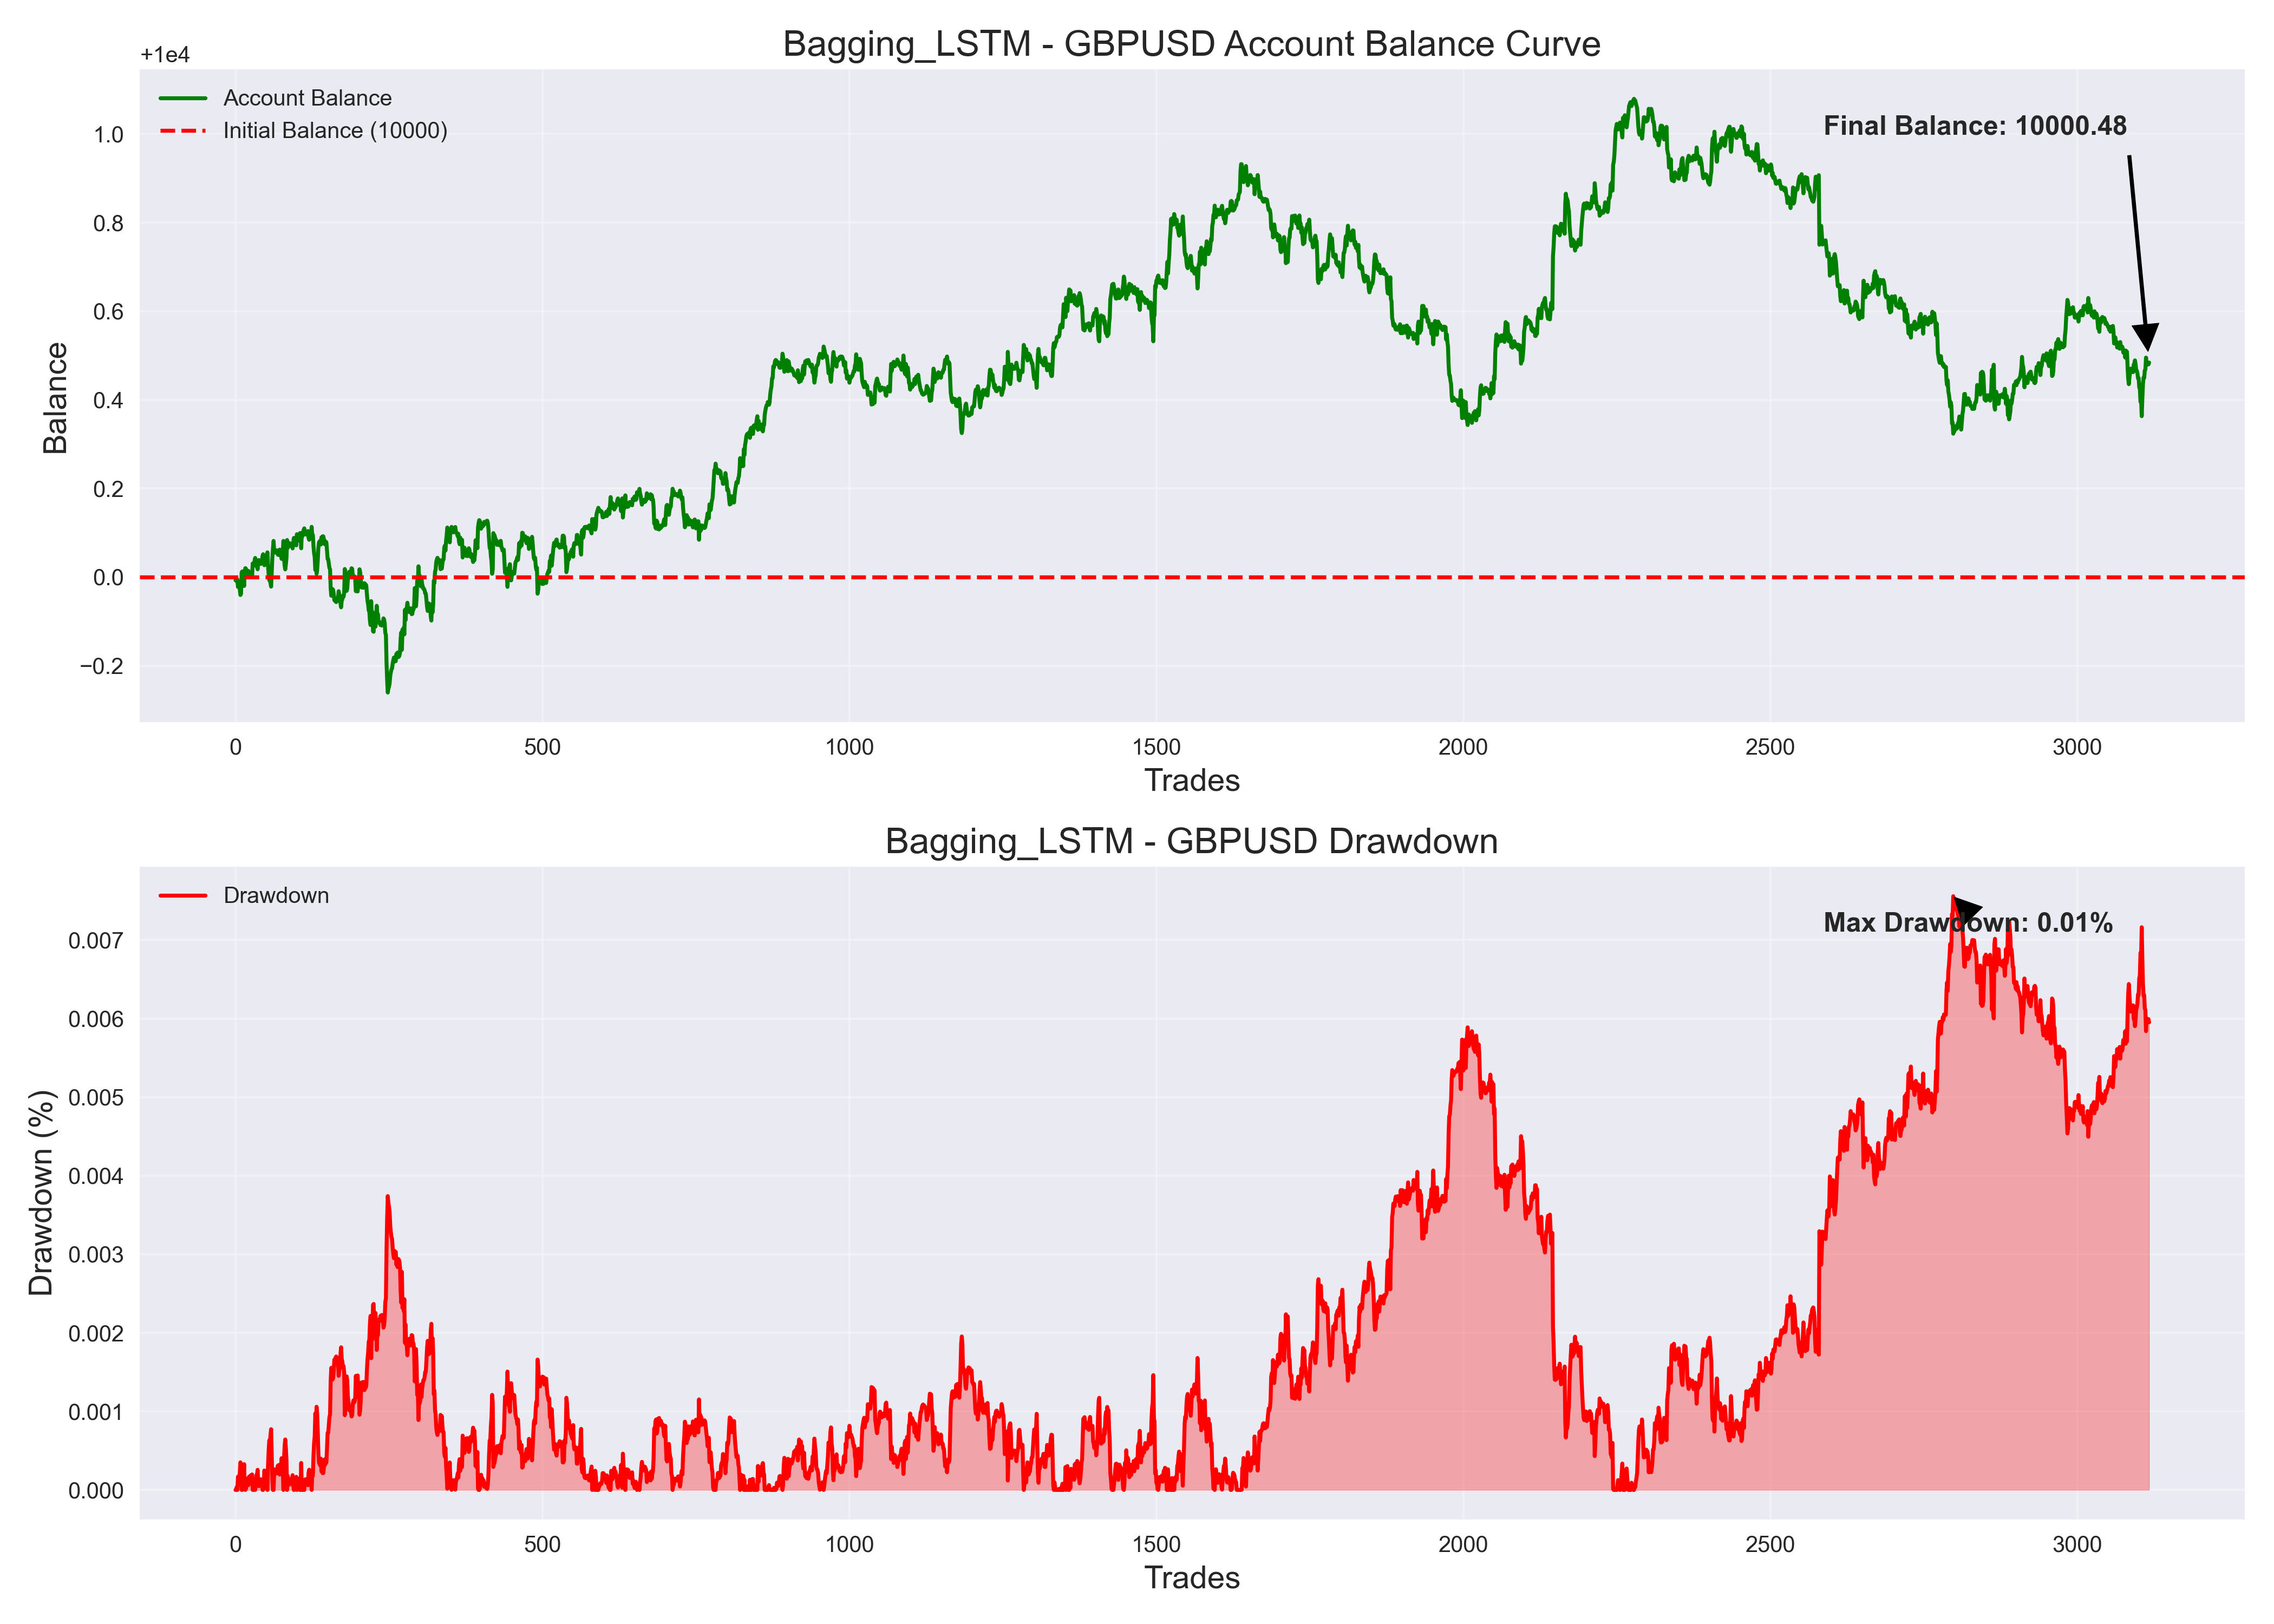 Bagging_LSTM - GBPUSD Account Balance Curve
+1e4
Account Balance
Initial Balance (10000)
Final Balance: 10000.48
1.0
0.8
0.6
0.4
0.2
0.0
−0.2
Balance
0 500 1000 1500 2000 2500 3000
Trades
Bagging_LSTM - GBPUSD Drawdown
Drawdown
Max Drawdown: 0.01%
0.007
0.006
0.005
0.004
0.003
0.002
0.001
0.000
Drawdown (%)
0 500 1000 1500 2000 2500 3000
Trades